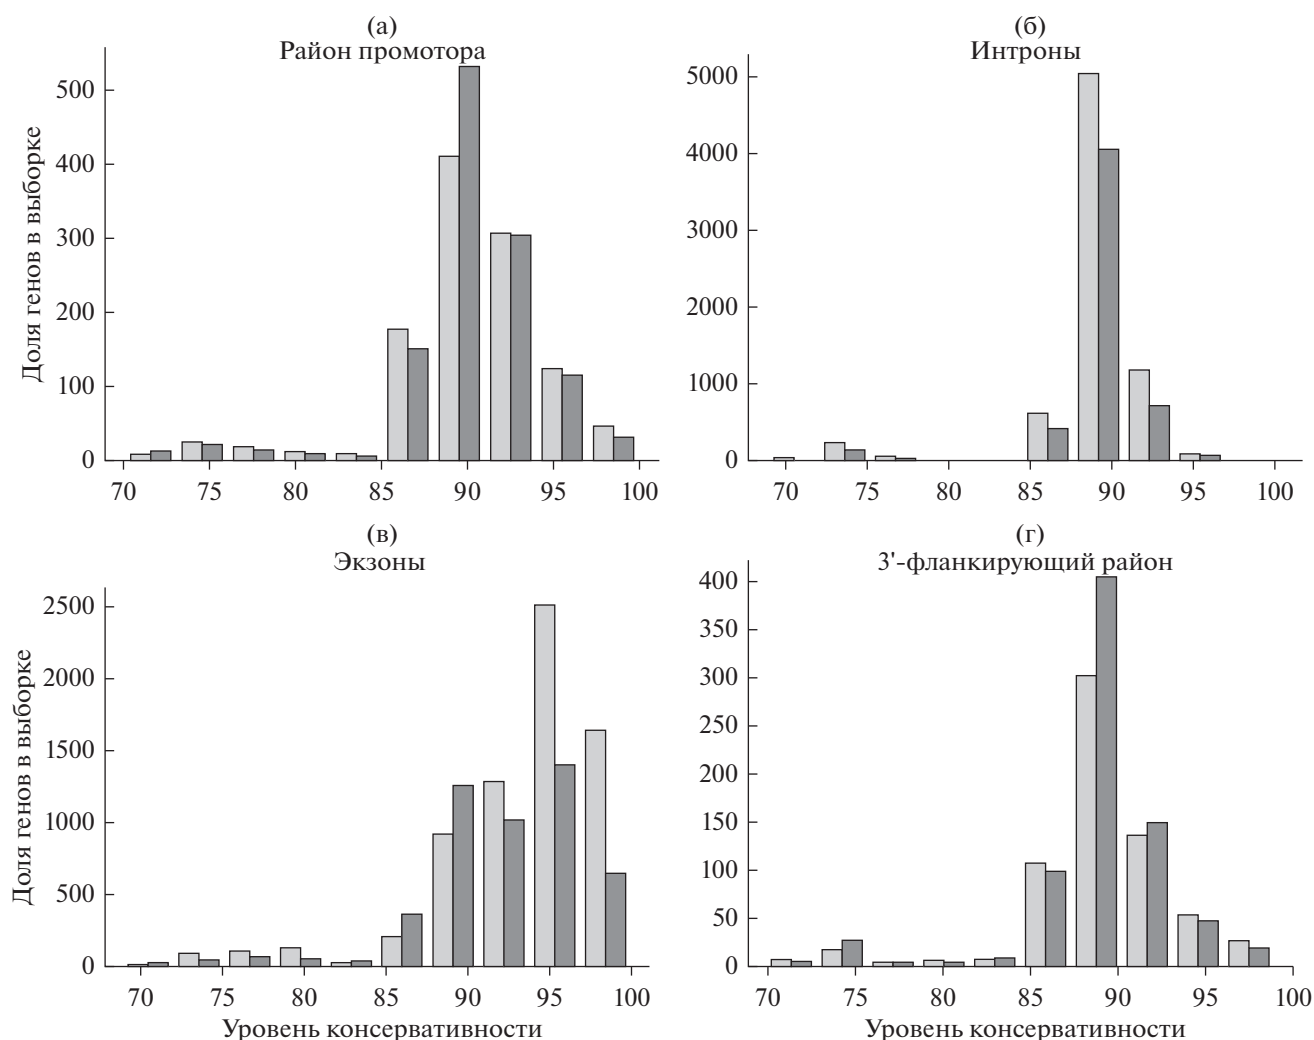 (а)
Район промотора
Доля генов в выборке
500
400
300
200
100
0
70 75 80 85 90 95 100
(б)
Интроны
5000
4000
3000
2000
1000
0
70 75 80 85 90 95 100
(в)
Экзоны
Доля генов в выборке
2500
2000
1500
1000
500
0
70 75 80 85 90 95 100
Уровень консервативности
(г)
3'-фланкирующий район
400
350
300
250
200
150
100
50
0
70 75 80 85 90 95 100
Уровень консервативности